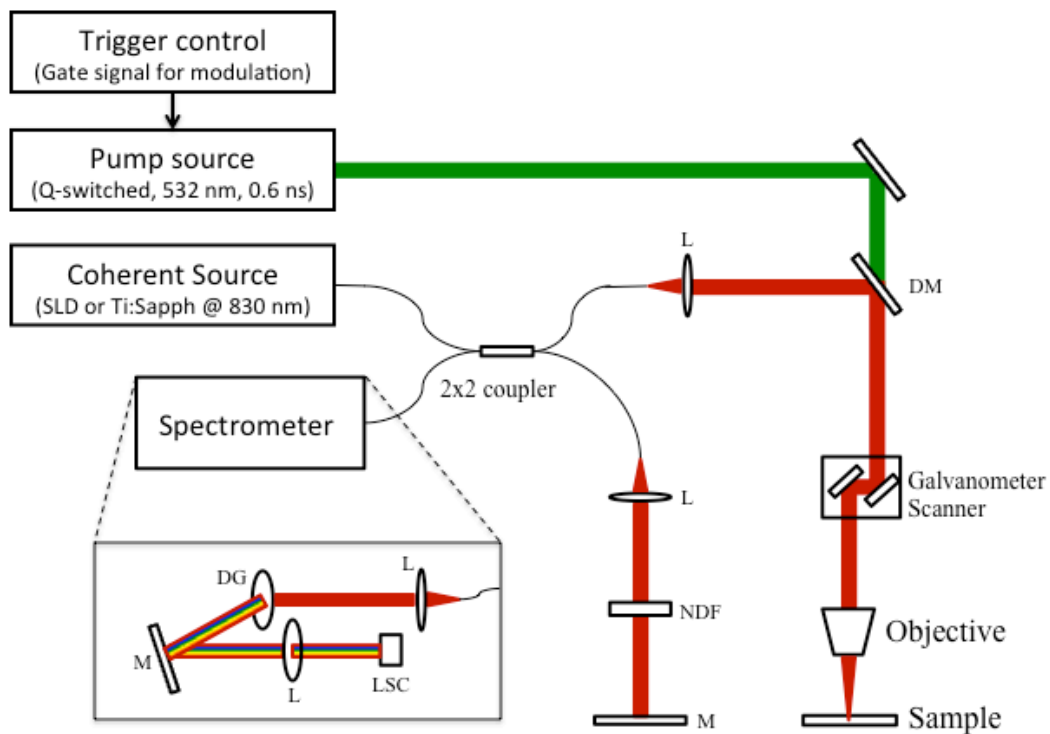 Trigger control
(Gate signal for modulation)
Pump source
(Q-switched, 532 nm, 0.6 ns)
Coherent Source
(SLD or Ti:Sapph @ 830 nm)
L
DM
2x2 coupler
Spectrometer
Galvanometer
Scanner
L
DG
L
M
L
LSC
NDF
Objective
M
Sample